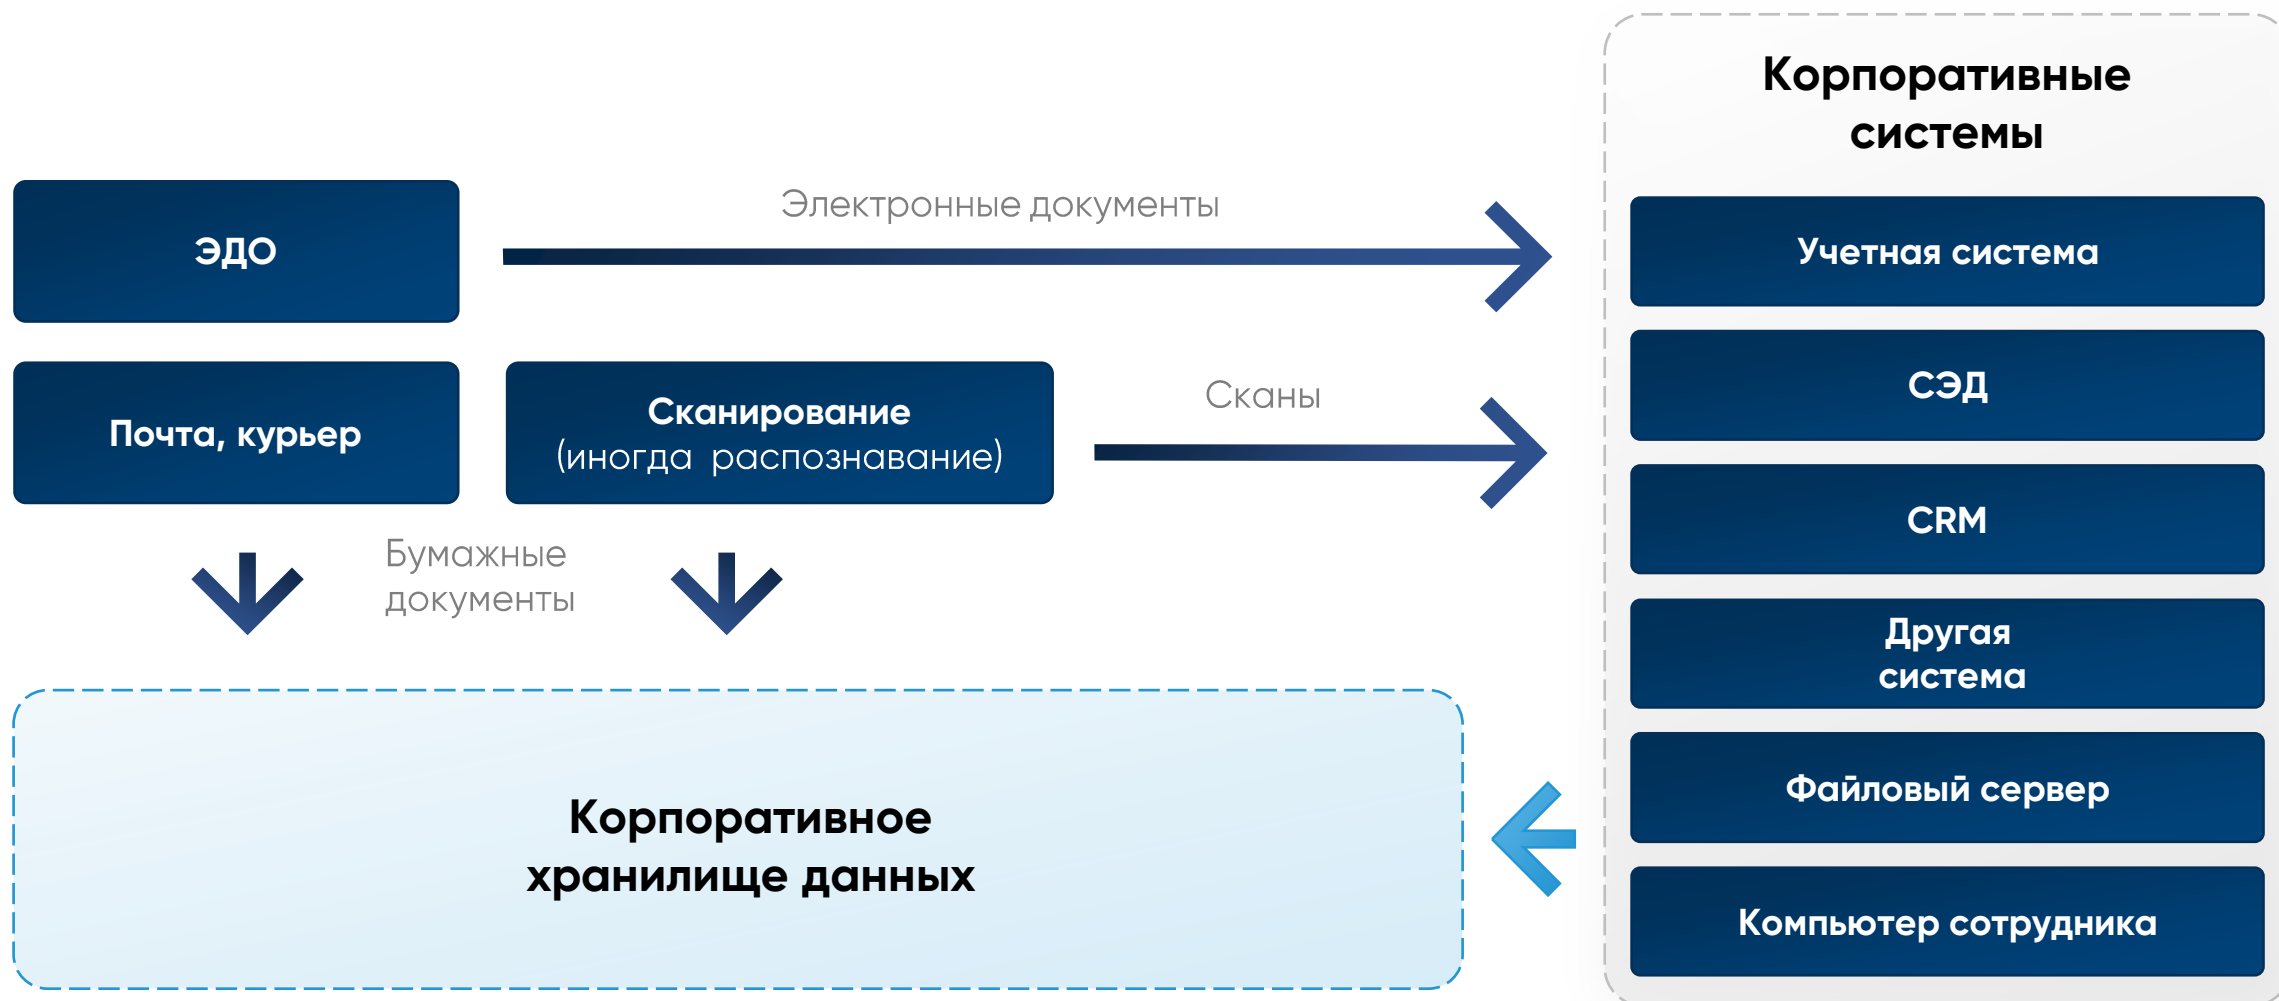 Корпоративные
системы
ЭДО
Электронные документы
Учетная система
Почта, курьер
Сканирование
(иногда распознавание)
Сканы
СЭД
CRM
Бумажные
документы
Другая
система
Корпоративное
хранилище данных
Файловый сервер
Компьютер сотрудника